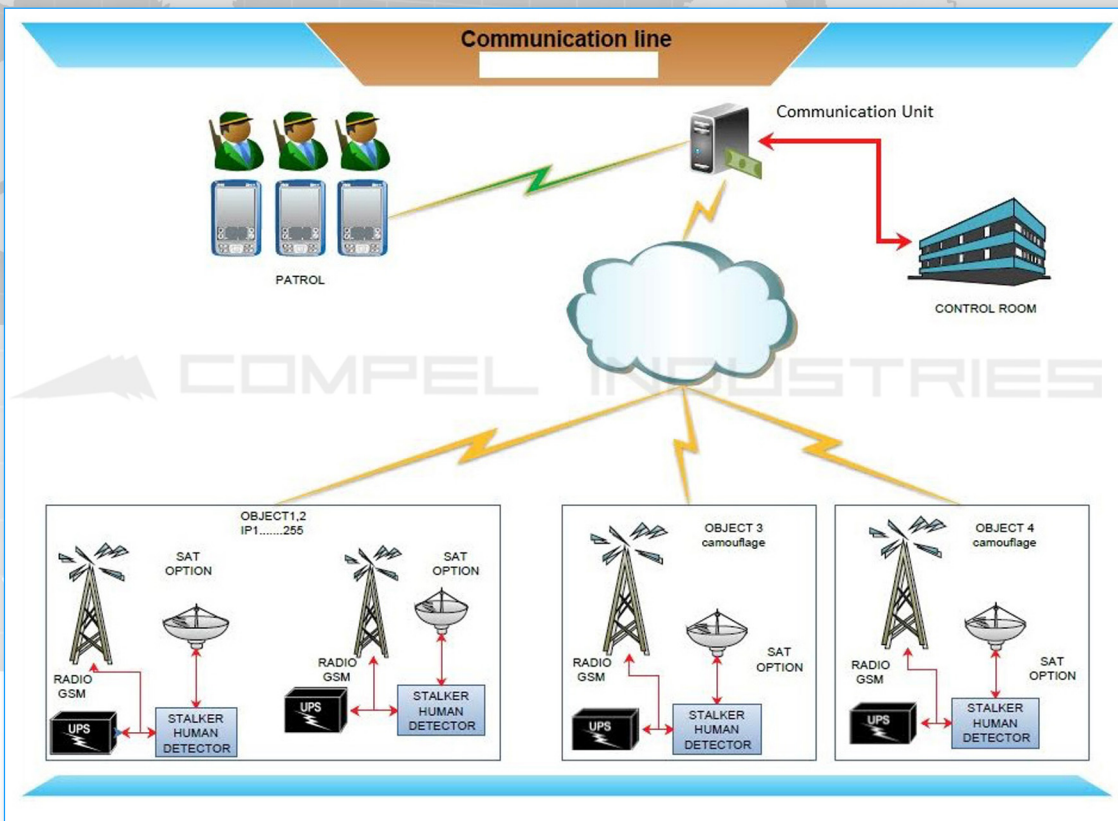 Communication line
Communication Unit
PATROL
CONTROL ROOM
COMPEL INDUSTRIES
OBJECT1,2
IP1.......255
SAT
OPTION
RADIO
GSM
UPS
STALKER
HUMAN
DETECTOR
SAT
OPTION
RADIO
GSM
UPS
STALKER
HUMAN
DETECTOR
OBJECT 3
camouflage
RADIO
GSM
SAT
OPTION
UPS
STALKER
HUMAN
DETECTOR
OBJECT 4
camouflage
RADIO
GSM
SAT
OPTION
UPS
STALKER
HUMAN
DETECTOR